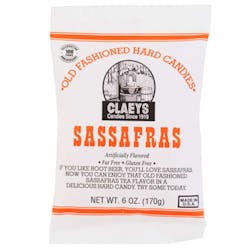 OLD FASHIONED HARD CANDIES
CLAEYS
Candies Since 1919
SASSAFRAS
Artificially Flavored
• Fat Free • Gluten Free •
IF YOU LIKE ROOT BEER, YOU'LL LOVE SASSAFRAS.
NOW YOU CAN ENJOY THAT OLD FASHIONED
SASSAFRAS TEA FLAVOR IN A
DELICIOUS HARD CANDY. TRY SOME TODAY.
NET WT. 6 OZ. (170g)
MADE IN
U.S.A.